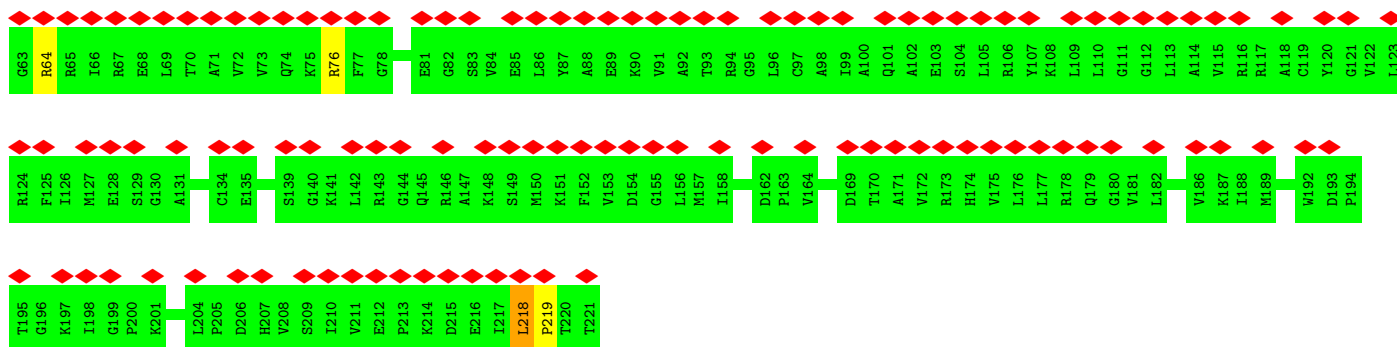 G63 R64 R65 I66 R67 E68 L69 T70 A71 V72 V73 Q74 K75 R76 F77 G78 E81 G82 S83 V84 E85 L86 Y87 A88 E89 K90 V91 A92 T93 R94 G95 L96 C97 A98 I99 A100 Q101 A102 E103 S104 L105 R106 Y107 K108 L109 L110 G111 G112 L113 A114 V115 R116 R117 A118 C119 Y120 G121 V122 L123
R124 F125 I126 M127 E128 S129 G130 A131 C134 E135 S139 G140 K141 L142 R143 G144 Q145 R146 A147 K148 S149 M150 K151 F152 V153 D154 G155 L156 M157 I158 D162 P163 V164 D169 T170 A171 V172 R173 H174 V175 L176 L177 R178 Q179 G180 V181 L182 V186 K187 I188 M189 W192 D193 P194
T195 G196 K197 I198 G199 P200 K201 L204 P205 D206 H207 V208 S209 I210 V211 E212 P213 K214 D215 E216 I217 L218 P219 T220 T221